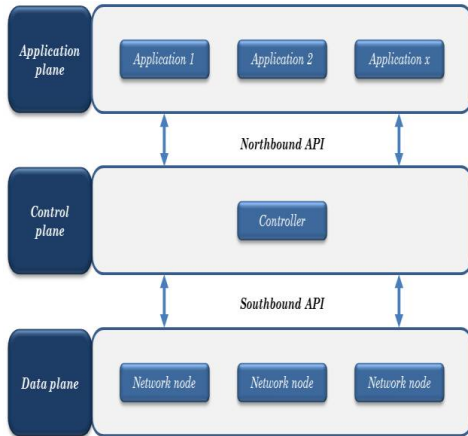 Application
plane
Application 1
Application 2
Application x
Northbound API
Control
plane
Controller
Southbound API
Data plane
Network node
Network node
Network node